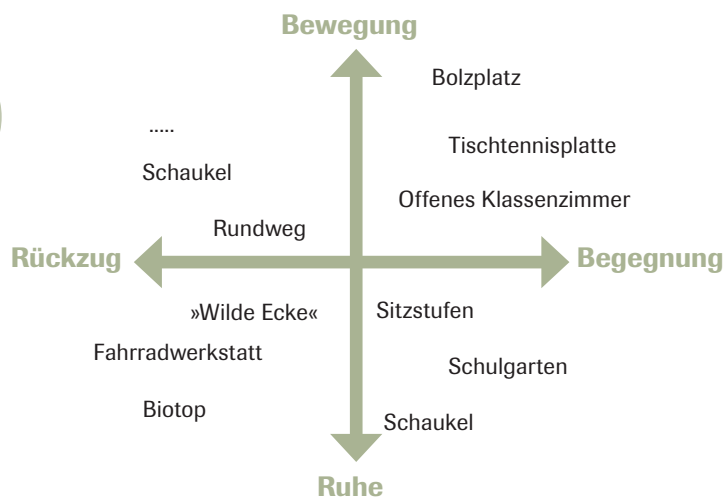 Bewegung
Bolzplatz
.....
Tischtennisplatte
Schaukel
Offenes Klassenzimmer
Rundweg
Rückzug
Begegnung
»Wilde Ecke«
Sitzstufen
Fahrradwerkstatt
Schulgarten
Biotop
Schaukel
Ruhe